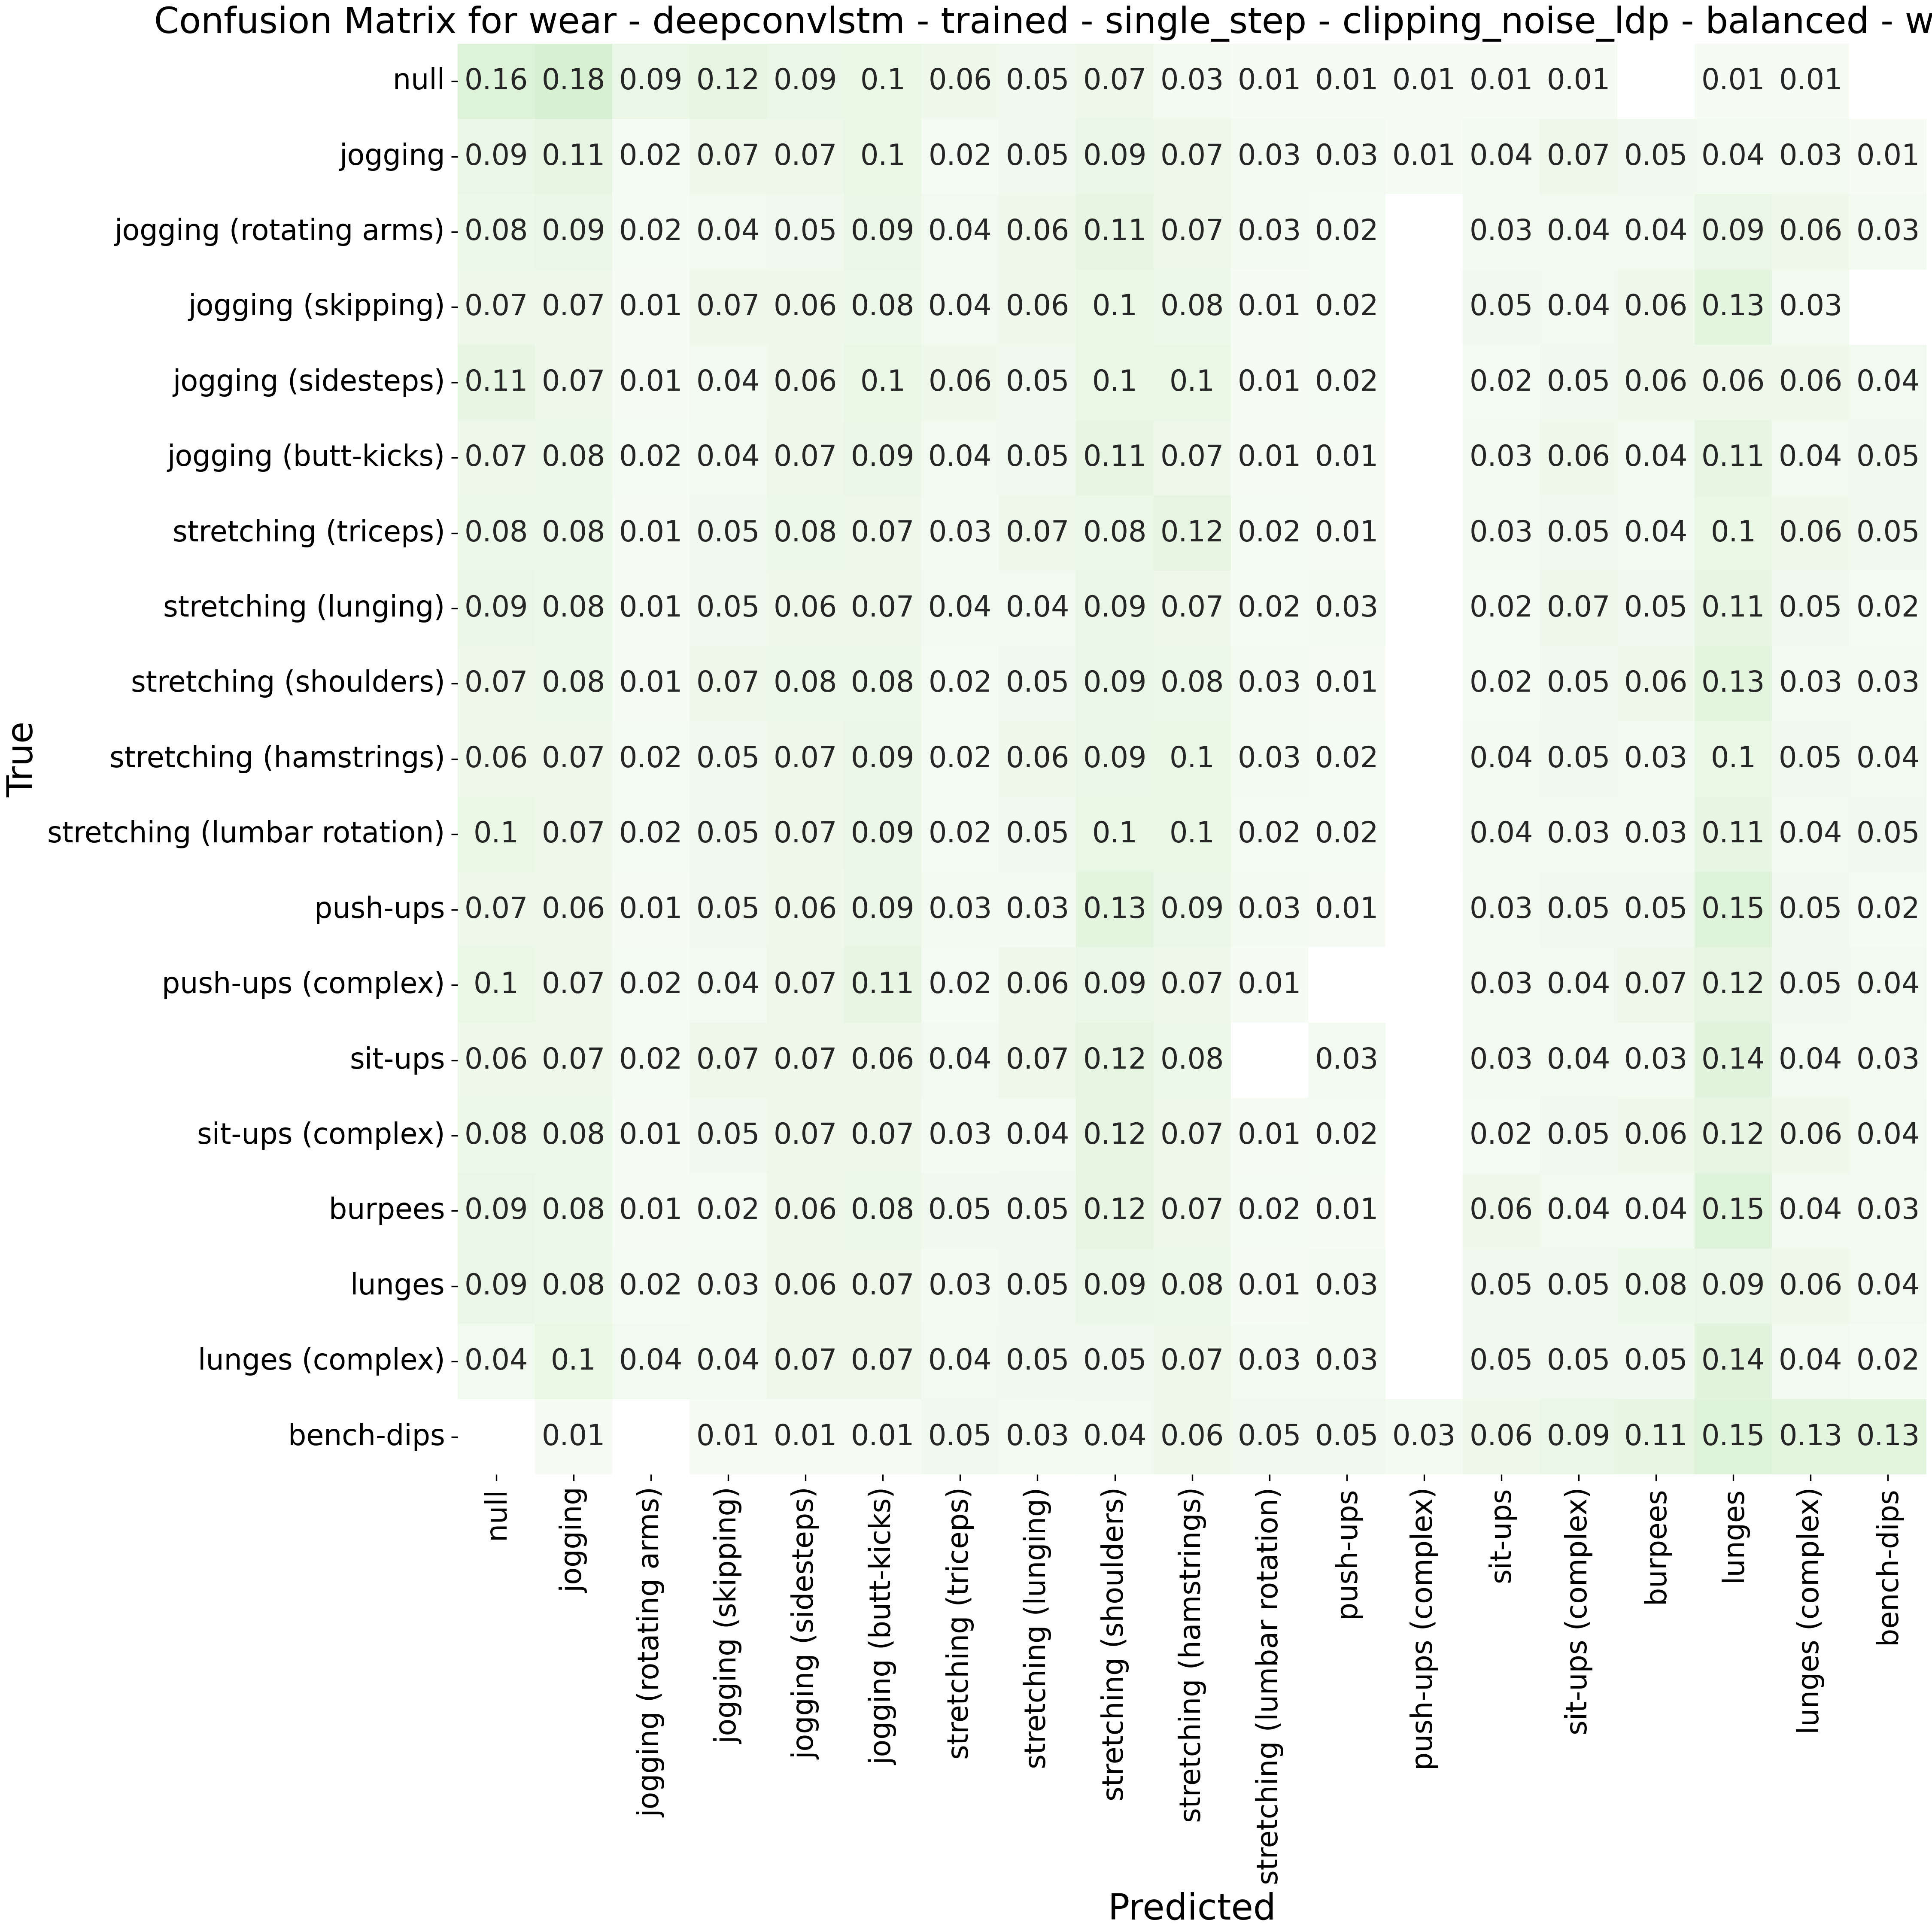 Confusion Matrix for wear - deepconvlstm - trained - single_step - clipping_noise_ldp - balanced - w
null 0.16 0.18 0.09 0.12 0.09 0.1 0.06 0.05 0.07 0.03 0.01 0.01 0.01 0.01 0.01 0.01 0.01
jogging 0.09 0.11 0.02 0.07 0.07 0.1 0.02 0.05 0.09 0.07 0.03 0.03 0.01 0.04 0.07 0.05 0.04 0.03 0.01
jogging (rotating arms) 0.08 0.09 0.02 0.04 0.05 0.09 0.04 0.06 0.11 0.07 0.03 0.02 0.03 0.04 0.04 0.09 0.06 0.03
jogging (skipping) 0.07 0.07 0.01 0.07 0.06 0.08 0.04 0.06 0.1 0.08 0.01 0.02 0.05 0.04 0.06 0.13 0.03
jogging (sidesteps) 0.11 0.07 0.01 0.04 0.06 0.1 0.06 0.05 0.1 0.1 0.01 0.02 0.02 0.05 0.06 0.06 0.06 0.04
jogging (butt-kicks) 0.07 0.08 0.02 0.04 0.07 0.09 0.04 0.05 0.11 0.07 0.01 0.01 0.03 0.06 0.04 0.11 0.04 0.05
stretching (triceps) 0.08 0.08 0.01 0.05 0.08 0.07 0.03 0.07 0.08 0.12 0.02 0.01 0.03 0.05 0.04 0.1 0.06 0.05
stretching (lunging) 0.09 0.08 0.01 0.05 0.06 0.07 0.04 0.04 0.09 0.07 0.02 0.03 0.02 0.07 0.05 0.11 0.05 0.02
stretching (shoulders) 0.07 0.08 0.01 0.07 0.08 0.08 0.02 0.05 0.09 0.08 0.03 0.01 0.02 0.05 0.06 0.13 0.03 0.03
True
stretching (hamstrings) 0.06 0.07 0.02 0.05 0.07 0.09 0.02 0.06 0.09 0.1 0.03 0.02 0.04 0.05 0.03 0.1 0.05 0.04
stretching (lumbar rotation) 0.1 0.07 0.02 0.05 0.07 0.09 0.02 0.05 0.1 0.1 0.02 0.02 0.04 0.03 0.03 0.11 0.04 0.05
push-ups 0.07 0.06 0.01 0.05 0.06 0.09 0.03 0.03 0.13 0.09 0.03 0.01 0.03 0.05 0.05 0.15 0.05 0.02
push-ups (complex) 0.1 0.07 0.02 0.04 0.07 0.11 0.02 0.06 0.09 0.07 0.01 0.03 0.04 0.07 0.12 0.05 0.04
sit-ups 0.06 0.07 0.02 0.07 0.07 0.06 0.04 0.07 0.12 0.08 0.03 0.03 0.04 0.03 0.14 0.04 0.03
sit-ups (complex) 0.08 0.08 0.01 0.05 0.07 0.07 0.03 0.04 0.12 0.07 0.01 0.02 0.02 0.05 0.06 0.12 0.06 0.04
burpees 0.09 0.08 0.01 0.02 0.06 0.08 0.05 0.05 0.12 0.07 0.02 0.01 0.06 0.04 0.04 0.15 0.04 0.03
lunges 0.09 0.08 0.02 0.03 0.06 0.07 0.03 0.05 0.09 0.08 0.01 0.03 0.05 0.05 0.08 0.09 0.06 0.04
lunges (complex) 0.04 0.1 0.04 0.04 0.07 0.07 0.04 0.05 0.05 0.07 0.03 0.03 0.05 0.05 0.05 0.14 0.04 0.02
bench-dips 0.01 0.01 0.01 0.01 0.05 0.03 0.04 0.06 0.05 0.05 0.03 0.06 0.09 0.11 0.15 0.13 0.13
null
jogging
jogging (rotating arms)
jogging (skipping)
jogging (sidesteps)
jogging (butt-kicks)
stretching (triceps)
stretching (lunging)
stretching (shoulders)
stretching (hamstrings)
stretching (lumbar rotation)
push-ups
push-ups (complex)
sit-ups
sit-ups (complex)
burpees
lunges
lunges (complex)
bench-dips
Predicted